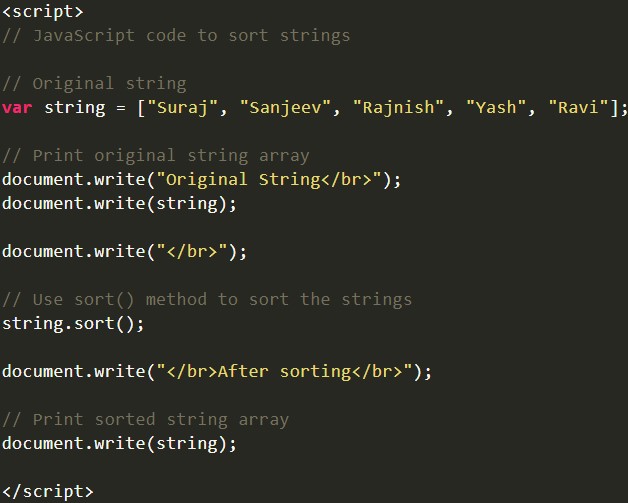 <script>
// JavaScript code to sort strings
// Original string
var string = ["Suraj", "Sanjeev", "Rajnish", "Yash", "Ravi"];
// Print original string array
document.write("Original String</br>");
document.write(string);
document.write("</br>");
// Use sort() method to sort the strings
string.sort();
document.write("</br>After sorting</br>");
// Print sorted string array
document.write(string);
</script>